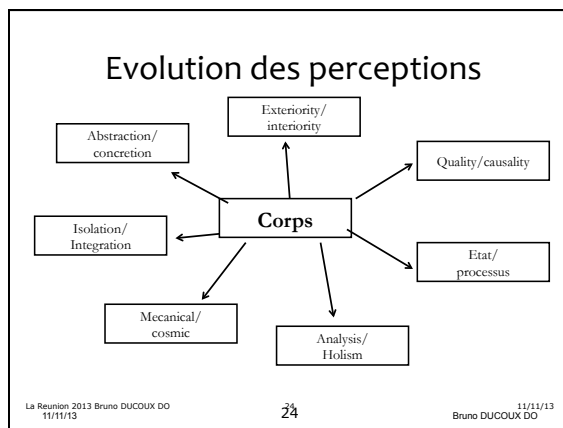 Evolution des perceptions
Exteriority/
interiority
Abstraction/
concretion
Quality/causality
Corps
Isolation/
Integration
Etat/
processus
Mecanical/
cosmic
Analysis/
Holism
La Reunion 2013 Bruno DUCOUX DO
11/11/13
24
24
11/11/13
Bruno DUCOUX DO